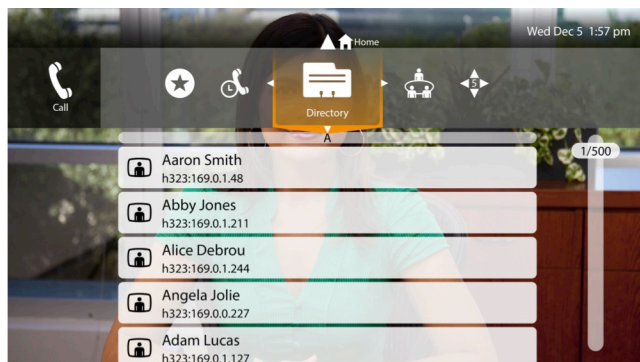 Wed Dec 5 1:57 pm
Home
Call
5
Directory
A
1/500
Aaron Smith
h323:169.0.1.48
Abby Jones
h323:169.0.1.211
Alice Debrou
h323:169.0.1.244
Angela Jolie
h323:169.0.0.227
Adam Lucas
h323:169.0.1.127